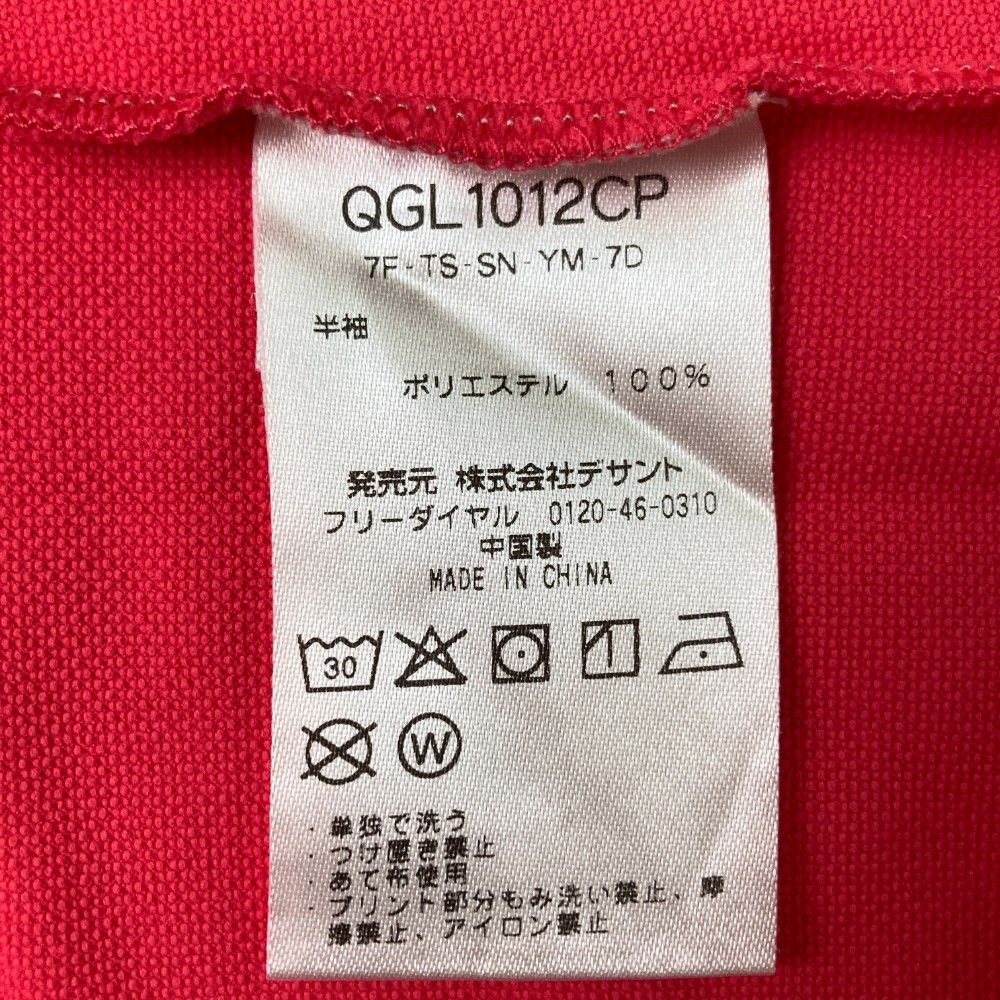 QGL1012CP
7F-TS-SN-YM-7D
半袖
ポリエステル 100%
発売元 株式会社デサント
フリーダイヤル 0120-46-0310
中国製
MADE IN CHINA
30
W
・単独で洗う
・つけ置き禁止
・あて布使用
・プリント部分もみ洗い禁止、摩
擦禁止、アイロン禁止